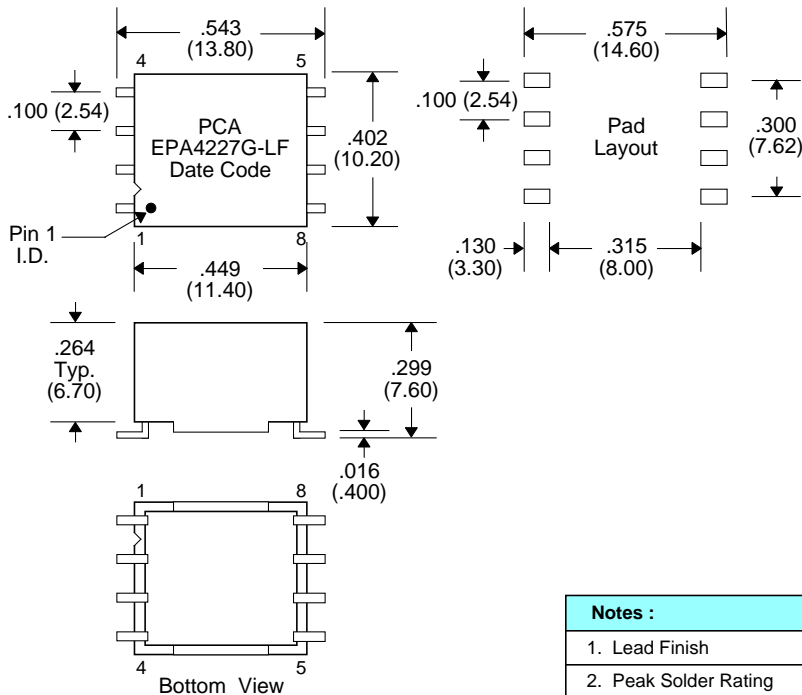 .543
(13.80)
4
5
.100 (2.54)
PCA
EPA4227G-LF
Date Code
.402
(10.20)
Pin 1
I.D.
1
8
.449
(11.40)
.575
(14.60)
.100 (2.54)
Pad
Layout
.300
(7.62)
.130
(3.30)
.315
(8.00)
.264
Typ.
(6.70)
.299
(7.60)
.016
(.400)
1
8
4
5
Bottom View
Notes :
1. Lead Finish
2. Peak Solder Rating